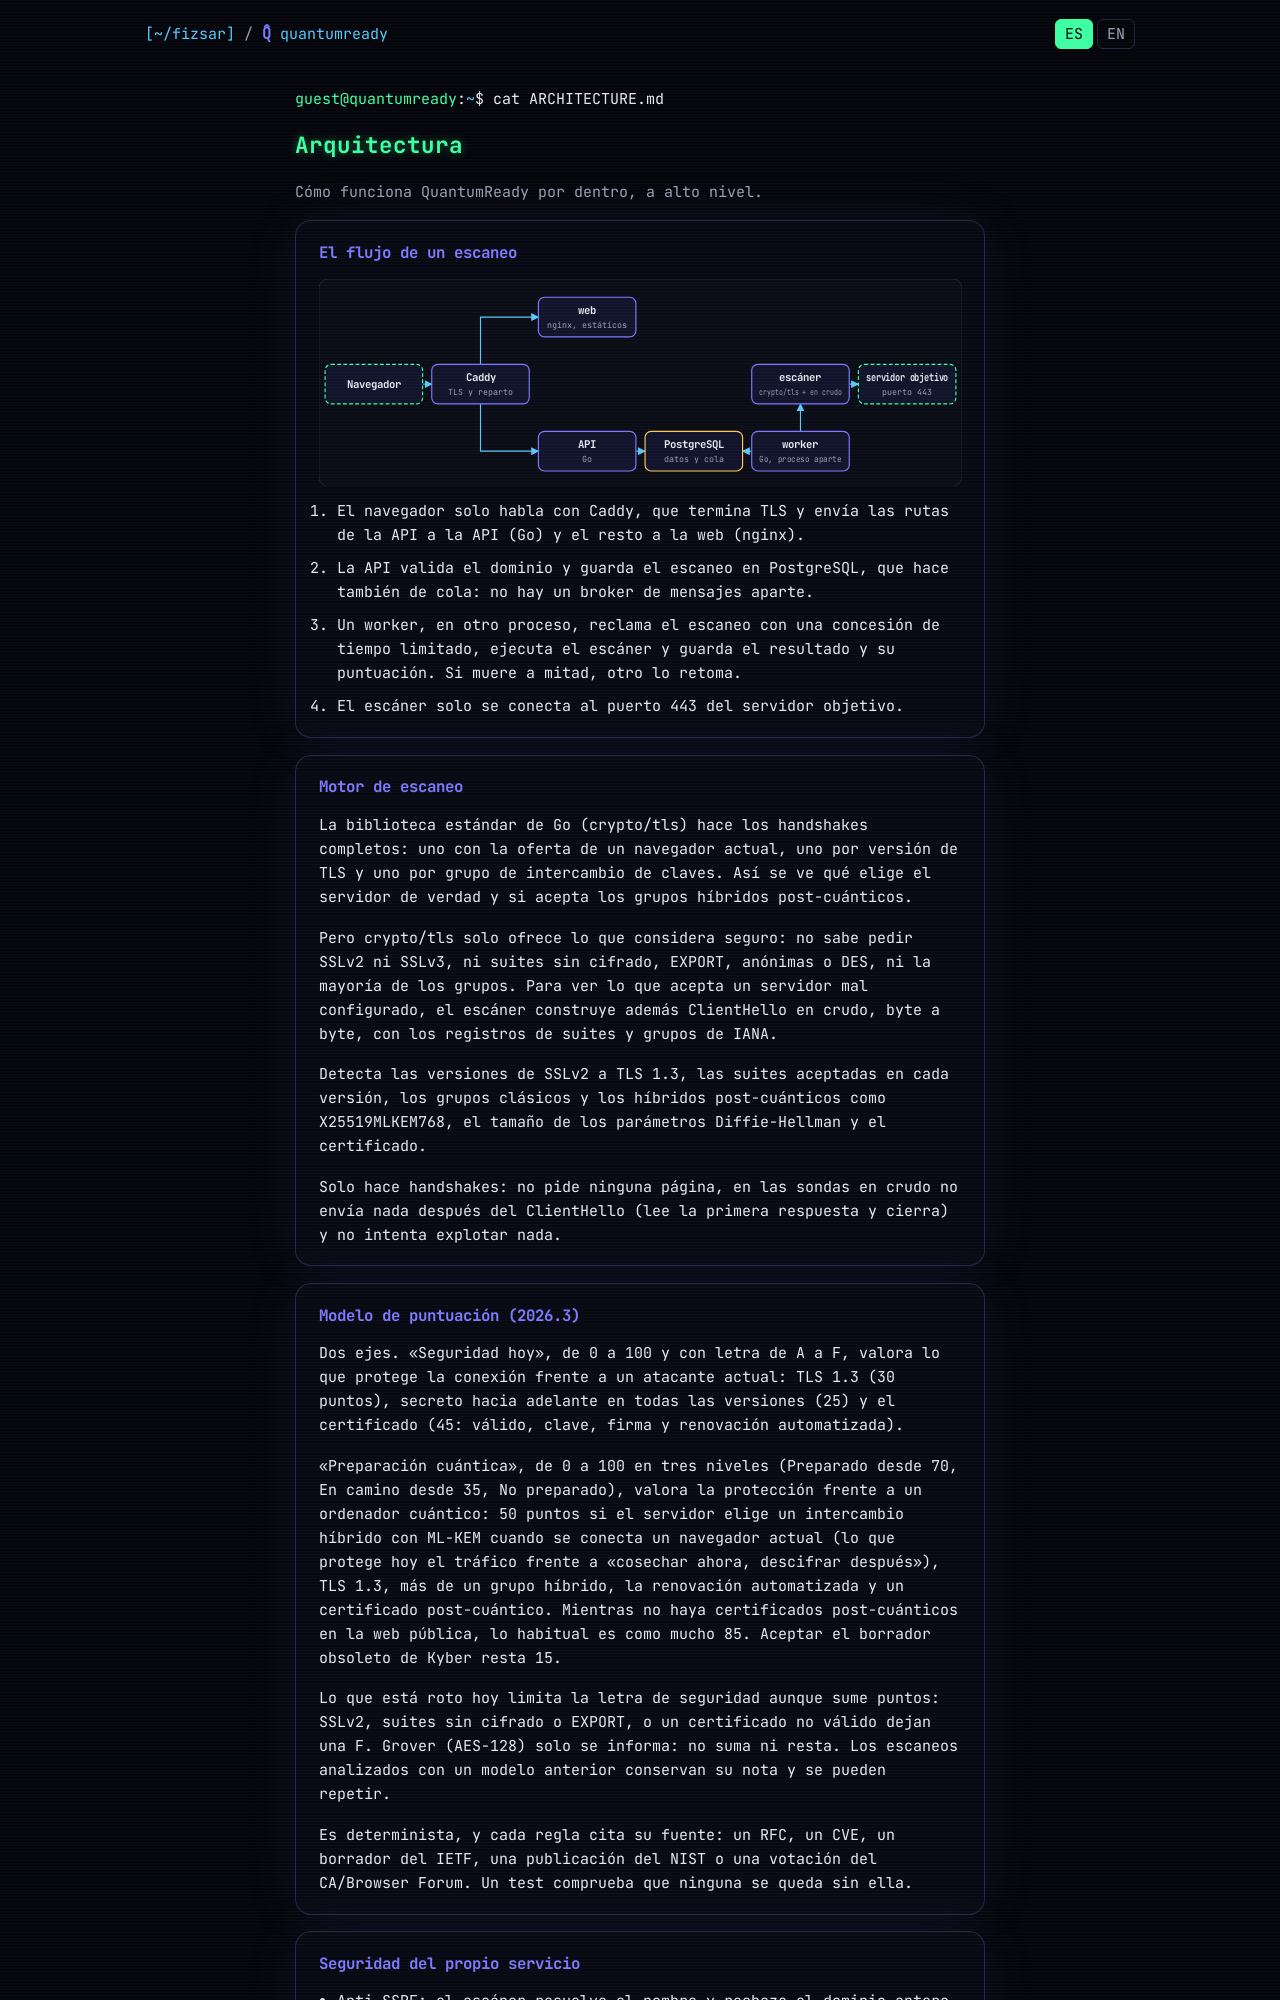 [~/fizsar] / Q quantumready
ES EN
guest@quantumready:~$ cat ARCHITECTURE.md
Arquitectura
Cómo funciona QuantumReady por dentro, a alto nivel.
El flujo de un escaneo
web
nginx, estáticos
Navegador
Caddy
TLS y reparto
escáner
crypto/tls + en crudo
servidor objetivo
puerto 443
API
Go
PostgreSQL
datos y cola
worker
Go, proceso aparte
1. El navegador solo habla con Caddy, que termina TLS y envía las rutas
de la API a la API (Go) y el resto a la web (nginx).
2. La API valida el dominio y guarda el escaneo en PostgreSQL, que hace
también de cola: no hay un broker de mensajes aparte.
3. Un worker, en otro proceso, reclama el escaneo con una concesión de
tiempo limitado, ejecuta el escáner y guarda el resultado y su
puntuación. Si muere a mitad, otro lo retoma.
4. El escáner solo se conecta al puerto 443 del servidor objetivo.
Motor de escaneo
La biblioteca estándar de Go (crypto/tls) hace los handshakes
completos: uno con la oferta de un navegador actual, uno por versión de
TLS y uno por grupo de intercambio de claves. Así se ve qué elige el
servidor de verdad y si acepta los grupos híbridos post-cuánticos.
Pero crypto/tls solo ofrece lo que considera seguro: no sabe pedir
SSLv2 ni SSLv3, ni suites sin cifrado, EXPORT, anónimas o DES, ni la
mayoría de los grupos. Para ver lo que acepta un servidor mal
configurado, el escáner construye además ClientHello en crudo, byte a
byte, con los registros de suites y grupos de IANA.
Detecta las versiones de SSLv2 a TLS 1.3, las suites aceptadas en cada
versión, los grupos clásicos y los híbridos post-cuánticos como
X25519MLKEM768, el tamaño de los parámetros Diffie-Hellman y el
certificado.
Solo hace handshakes: no pide ninguna página, en las sondas en crudo no
envía nada después del ClientHello (lee la primera respuesta y cierra)
y no intenta explotar nada.
Modelo de puntuación (2026.3)
Dos ejes. «Seguridad hoy», de 0 a 100 y con letra de A a F, valora lo
que protege la conexión frente a un atacante actual: TLS 1.3 (30
puntos), secreto hacia adelante en todas las versiones (25) y el
certificado (45: válido, clave, firma y renovación automatizada).
«Preparación cuántica», de 0 a 100 en tres niveles (Preparado desde 70,
En camino desde 35, No preparado), valora la protección frente a un
ordenador cuántico: 50 puntos si el servidor elige un intercambio
híbrido con ML-KEM cuando se conecta un navegador actual (lo que
protege hoy el tráfico frente a «cosechar ahora, descifrar después»),
TLS 1.3, más de un grupo híbrido, la renovación automatizada y un
certificado post-cuántico. Mientras no haya certificados post-cuánticos
en la web pública, lo habitual es como mucho 85. Aceptar el borrador
obsoleto de Kyber resta 15.
Lo que está roto hoy limita la letra de seguridad aunque sume puntos:
SSLv2, suites sin cifrado o EXPORT, o un certificado no válido dejan
una F. Grover (AES-128) solo se informa: no suma ni resta. Los escaneos
analizados con un modelo anterior conservan su nota y se pueden
repetir.
Es determinista, y cada regla cita su fuente: un RFC, un CVE, un
borrador del IETF, una publicación del NIST o una votación del
CA/Browser Forum. Un test comprueba que ninguna se queda sin ella.
Seguridad del propio servicio
• Anti-SSRF: el escáner resuelve el nombre y rechaza el dominio entero